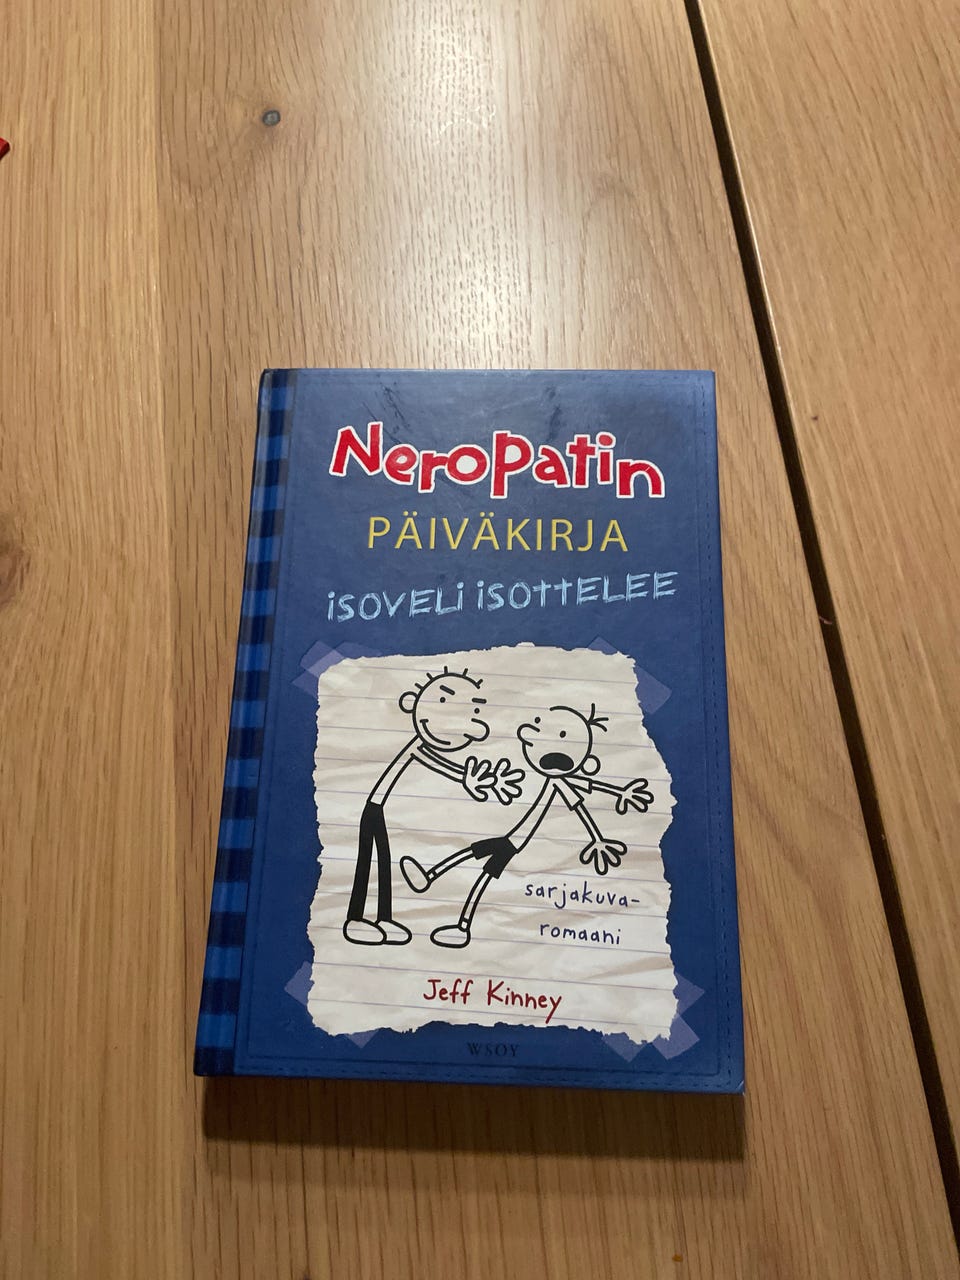 Neropatin
PÄIVÄKIRJA
iSOVELi iSOTTELEE
sarjakuva-
romaani
Jeff Kinney
WSOY